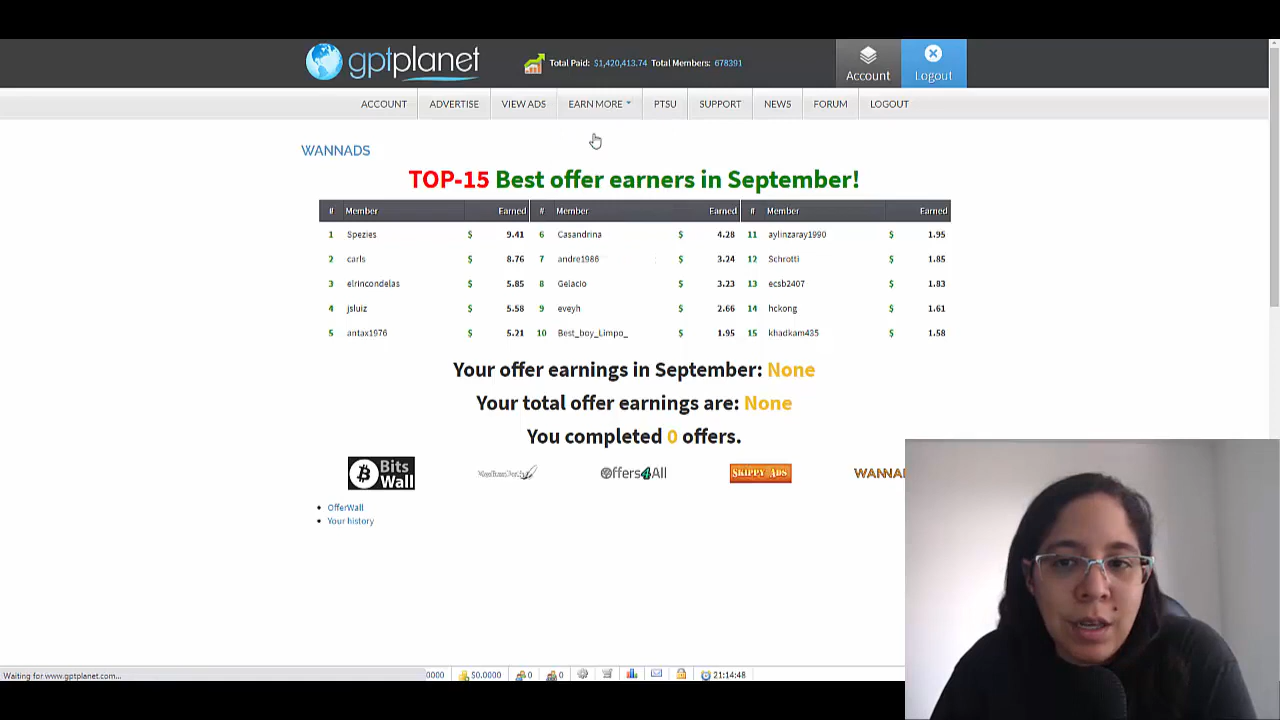 gptplanet
Total Paid: $1,420,413.74 Total Members: 678391
Account
Logout
ACCOUNT
ADVERTISE
VIEW ADS
EARN MORE
PTSU
SUPPORT
NEWS
FORUM
LOGOUT
WANNADS
TOP-15 Best offer earners in September!
# Member Earned # Member Earned # Member Earned
1 Spezies $ 9.41 6 Casandrina $ 4.28 11 aylinzaray1990 $ 1.95
2 carls $ 8.76 7 andre1986 $ 3.24 12 Schrotti $ 1.85
3 elrincondelas $ 5.85 8 Gelacio $ 3.23 13 ecsb2407 $ 1.83
4 jsluiz $ 5.58 9 eveyh $ 2.66 14 hckong $ 1.61
5 antax1976 $ 5.21 10 Best_boy_Limpo_ $ 1.95 15 khadkam435 $ 1.58
Your offer earnings in September: None
Your total offer earnings are: None
You completed 0 offers.
Bits Wall
Offers4All
SKIPPY ADS
WANNAD
OfferWall
Your history
Waiting for www.gptplanet.com...
0000 $0.0000 0 0 21:14:48